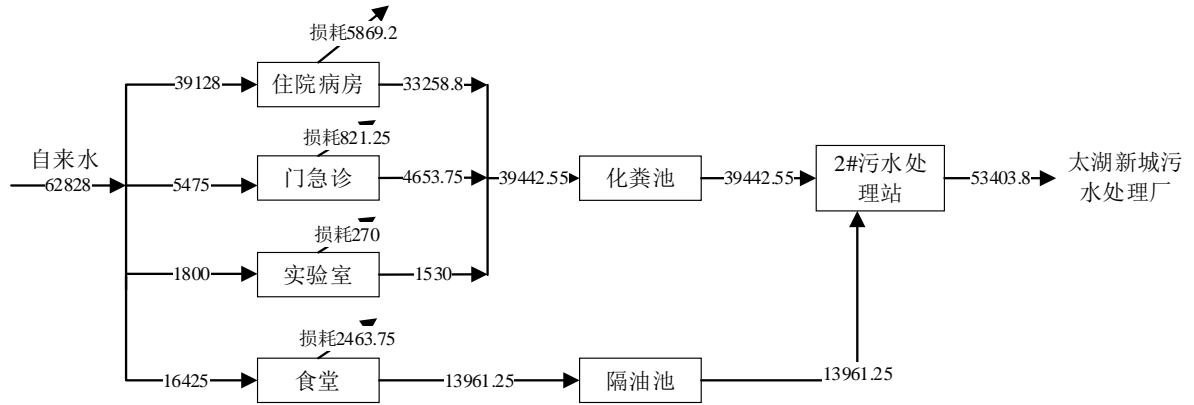 损耗5869.2
39128
住院病房
33258.8
损耗821.25
自来水
62828
5475
门急诊
4653.75
39442.55
化粪池
39442.55
2#污水处
理站
53403.8
太湖新城污
水处理厂
损耗270
1800
实验室
1530
损耗2463.75
16425
食堂
13961.25
隔油池
13961.25